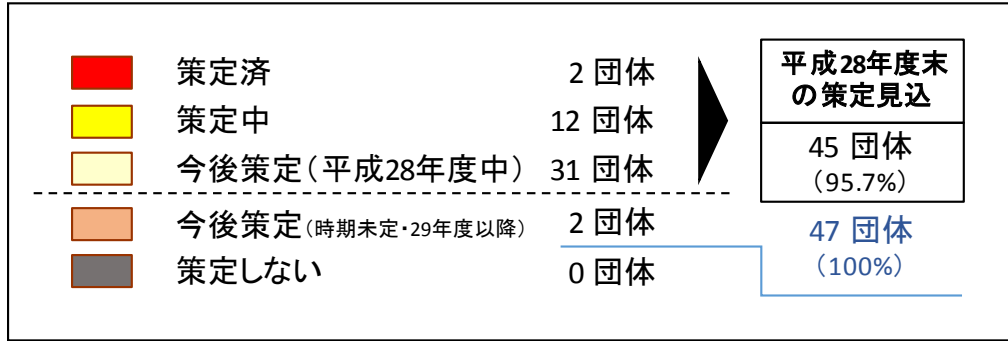 策定済 2 団体
策定中 12 団体
今後策定(平成28年度中) 31 団体
今後策定(時期未定・29年度以降) 2 団体
策定しない 0 団体
平成28年度末
の策定見込
45 団体
(95.7%)
47 団体
(100%)